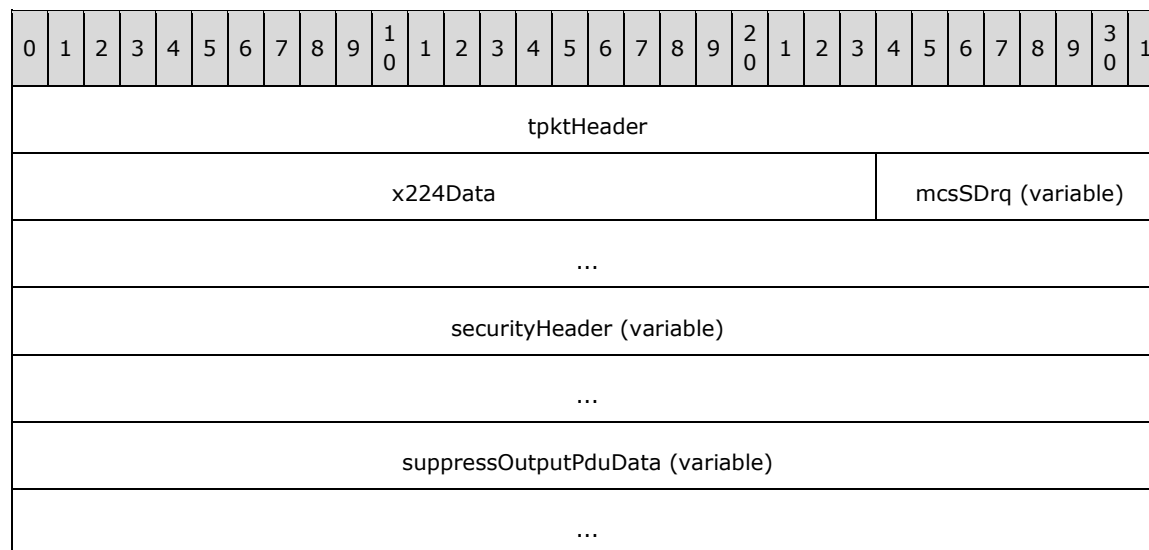 0 1 2 3 4 5 6 7 8 9 1 0 1 2 3 4 5 6 7 8 9 2 0 1 2 3 4 5 6 7 8 9 3 0 1
tpktHeader
x224Data mcsSDrq (variable)
...
securityHeader (variable)
...
suppressOutputPduData (variable)
...